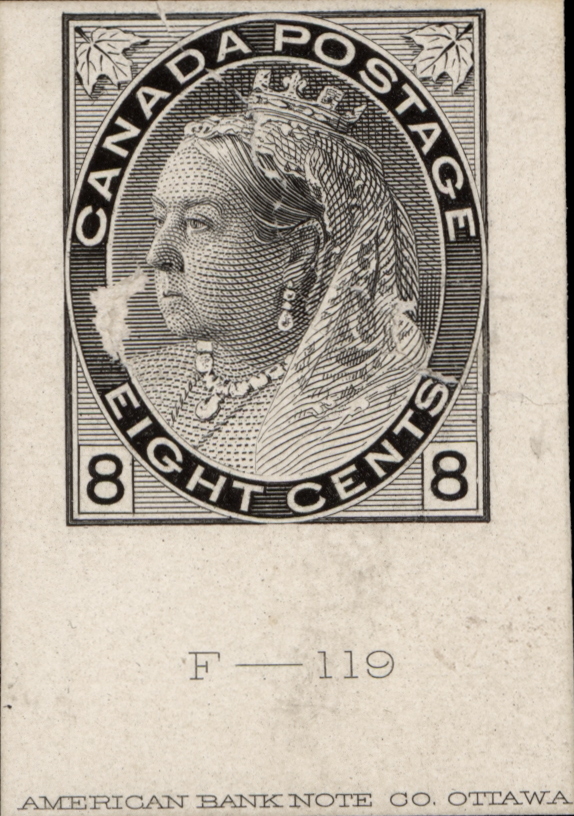 CANADA POSTAGE
EIGHT CENTS
8 8
F — 119
AMERICAN BANK NOTE CO. OTTAWA